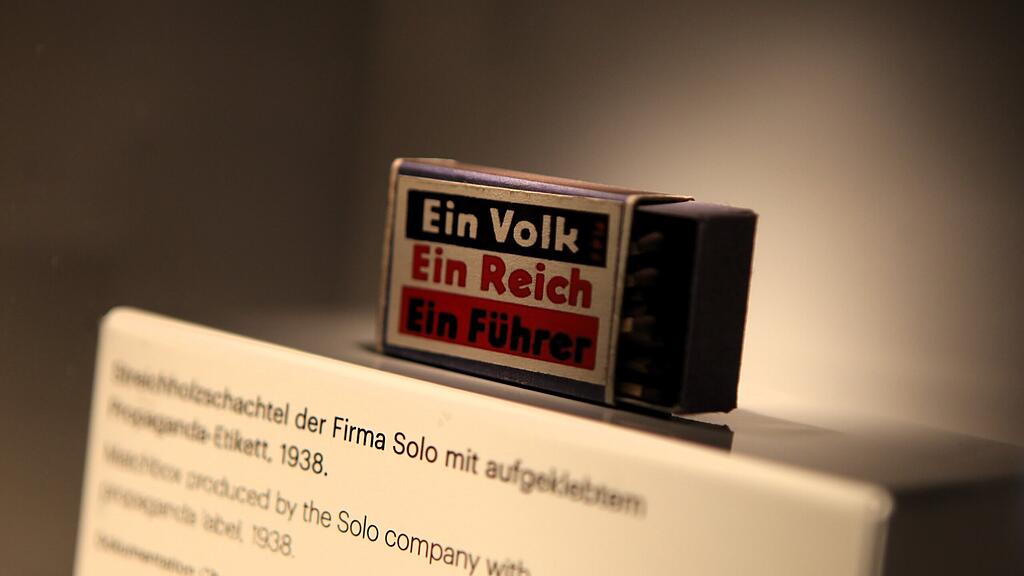 Ein Volk
Ein Reich
Ein Führer
Streichholzschachtel der Firma Solo mit aufgeklebtem
Propaganda-Etikett, 1938.
Matchbox produced by the Solo company with
propaganda label, 1938.